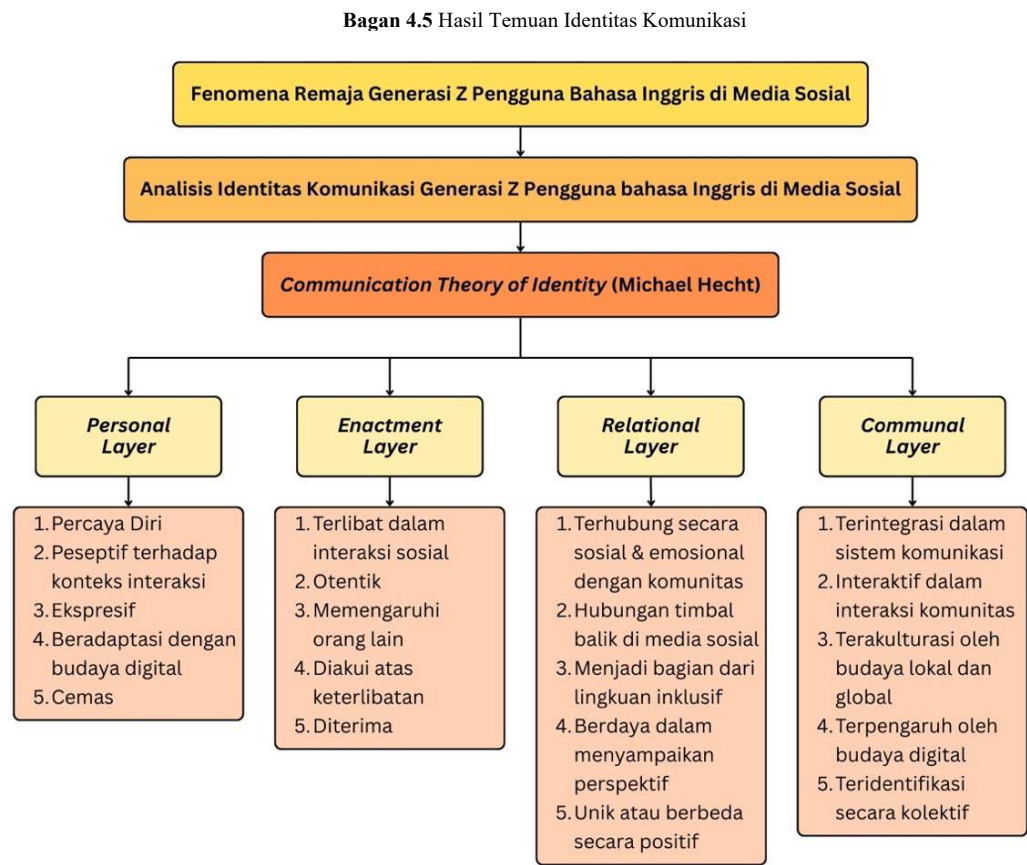 Bagan 4.5 Hasil Temuan Identitas Komunikasi
Fenomena Remaja Generasi Z Pengguna Bahasa Inggris di Media Sosial
Analisis Identitas Komunikasi Generasi Z Pengguna bahasa Inggris di Media Sosial
Communication Theory of Identity (Michael Hecht)
Personal
Layer
1. Percaya Diri
2. Peseptif terhadap
konteks interaksi
3. Ekspresif
4. Beradaptasi dengan
budaya digital
5. Cemas
Enactment
Layer
1. Terlibat dalam
interaksi sosial
2. Otentik
3. Memengaruhi
orang lain
4. Diakui atas
keterlibatan
5. Diterima
Relational
Layer
1. Terhubung secara
sosial & emosional
dengan komunitas
2. Hubungan timbal
balik di media sosial
3. Menjadi bagian dari
lingkuan inklusif
4. Berdaya dalam
menyampaikan
perspektif
5. Unik atau berbeda
secara positif
Communal
Layer
1. Terintegrasi dalam
sistem komunikasi
2. Interaktif dalam
interaksi komunitas
3. Terakulturasi oleh
budaya lokal dan
global
4. Terpengaruh oleh
budaya digital
5. Teridentifikasi
secara kolektif